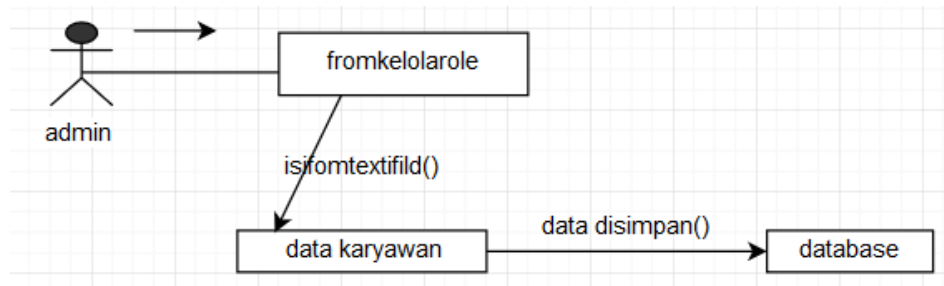 fromkelolarole
admin
isifomtextifild()
data disimpan()
data karyawan
database